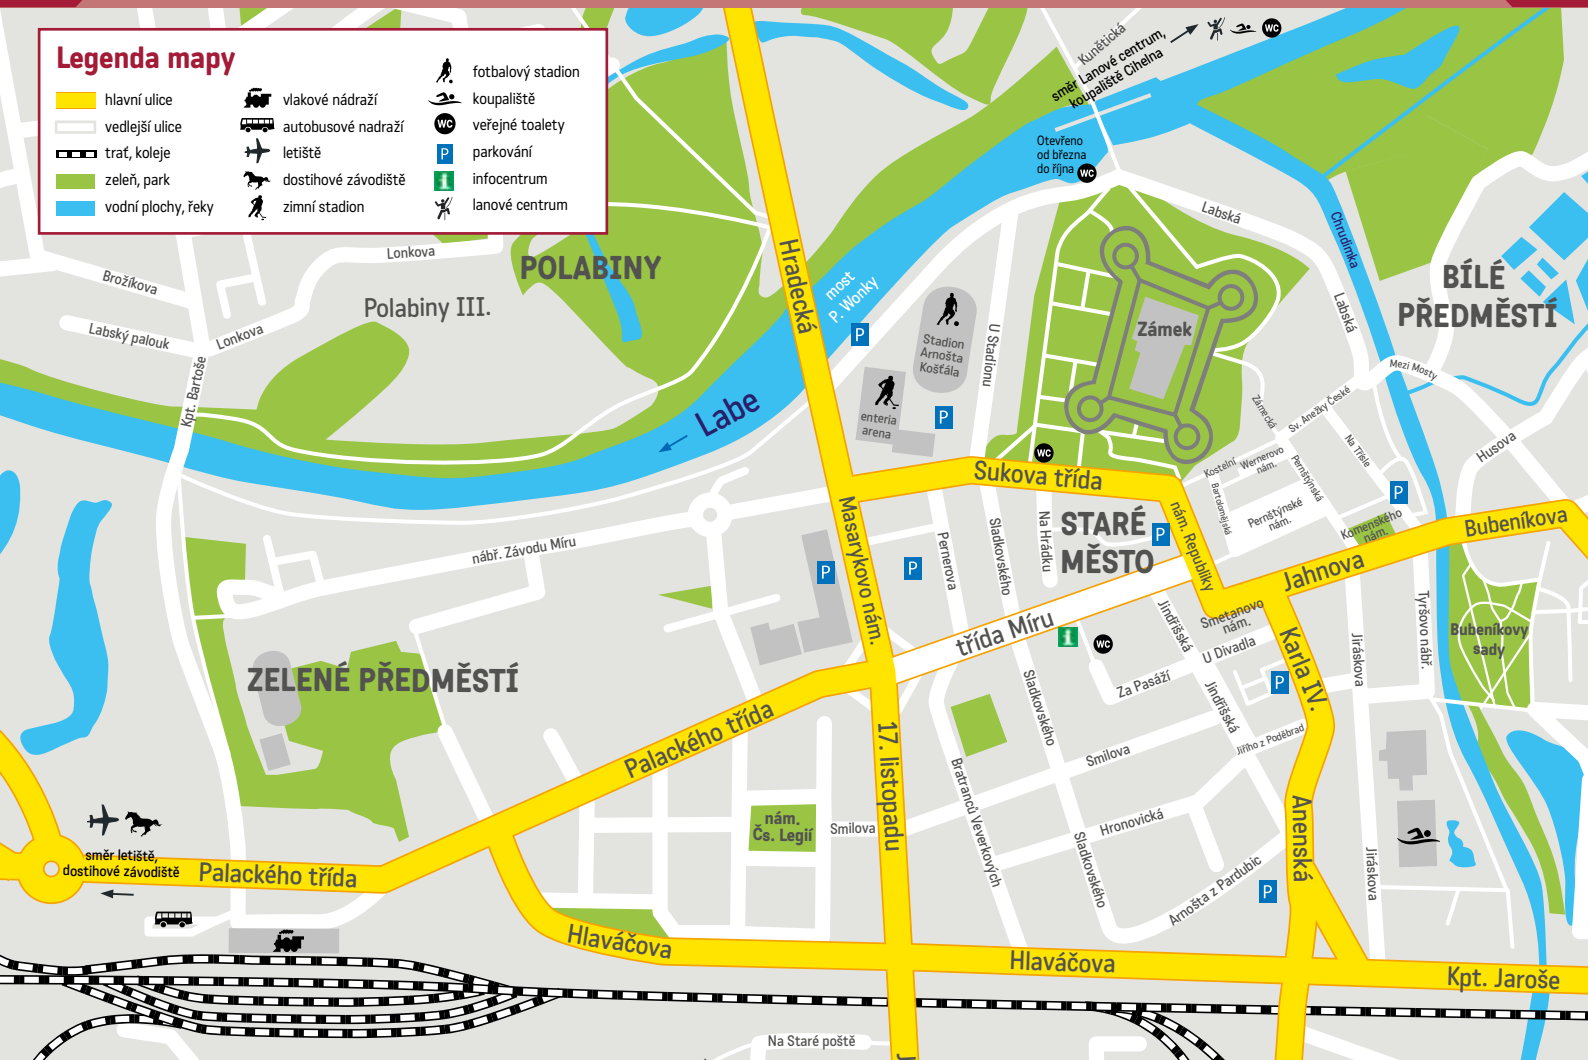 Legenda mapy
hlavní ulice
vedlejší ulice
trať, koleje
zeleň, park
vodní plochy, řeky
vlakové nádraží
autobusové nadraží
letiště
dostihové závodiště
zimní stadion
fotbalový stadion
koupaliště
WC
veřejné toalety
P
parkování
i
infocentrum
lanové centrum
Kunětická
směr Lanové centrum,
koupaliště Cihelna
WC
Otevřeno
od března
do října
WC
Labská
Chrudimka
Labská
BÍLÉ
PŘEDMĚSTÍ
Lonkova
Brožíkova
POLABINY
Polabiny III.
Labský palouk
Lonkova
Kpt. Bartoše
Hradecká
most
P. Wonky
P
Stadion
Arnošta
Košťála
U Stadionu
Zámek
Labe
enteria
arena
P
WC
Mezi Mosty
Zámecká
Sv. Anežky České
Na Třísle
Husova
Kostelní
Wernerovo
nám.
Pernštýnská
Bartolomějská
Pernštýnské
nám.
P
Komenského
nám.
Sukova třída
Masarykovo nám.
nábř. Závodu Míru
P
P
Pernerova
Sladkovského
Na Hrádku
STARÉ
MĚSTO
P
nám. Republiky
Bubeníkova
Jahnova
třída Míru
i
WC
Jindřišská
Smetanovo
nám.
U Divadla
Karla IV.
Jiráskova
Tyršovo nábř.
Bubeníkovy
sady
ZELENÉ PŘEDMĚSTÍ
Za Pasáží
Jindřišská
P
Sladkovského
Palackého třída
17. listopadu
Smilova
Jiřího z Poděbrad
Bratranců Veverkových
nám.
Čs. Legií
Smilova
Hronovická
Anenská
Sladkovského
Arnošta z Pardubic
P
Jiráskova
směr letiště,
dostihové závodiště
Palackého třída
Hlaváčova
Hlaváčova
Kpt. Jaroše
Na Staré poště
J